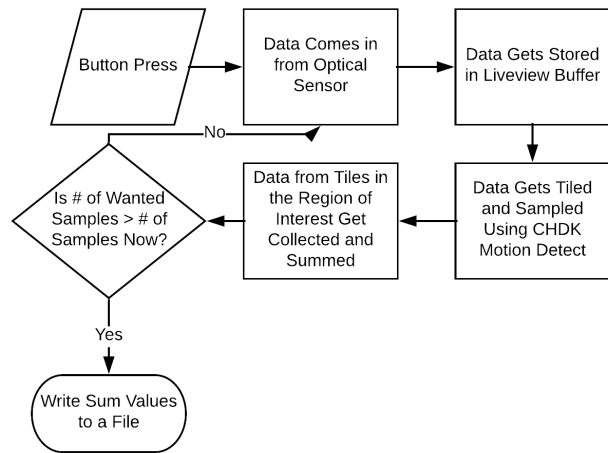 Button Press
Data Comes in
from Optical
Sensor
Data Gets Stored
in Liveview Buffer
Data Gets Tiled
and Sampled
Using CHDK
Motion Detect
Data from Tiles in
the Region of
Interest Get
Collected and
Summed
Is # of Wanted
Samples > # of
Samples Now?
No
Yes
Write Sum Values
to a File